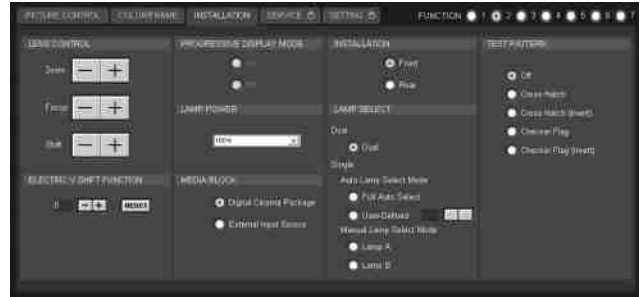 PICTURE CONTROL COLOR/FRAME INSTALLATION SERVICE SETTING FUNCTION 1 2 3 4 5 6 7
LENS CONTROL
Zoom - +
Focus - +
Shift - +
ELECTRIC V SHIFT FUNCTION
0 - + RESET
PROGRESSIVE DISPLAY MODE
LAMP POWER
100%
MEDIA BLOCK
Digital Cinema Package
External Input Source
INSTALLATION
Front
Rear
LAMP SELECT
Dual
Dual
Single
Auto Lamp Select Mode
Full Auto Select
User-Defined
Manual Lamp Select Mode
Lamp A
Lamp B
TEST PATTERN
Off
Cross Hatch
Cross Hatch (Invert)
Checker Flag
Checker Flag (Invert)